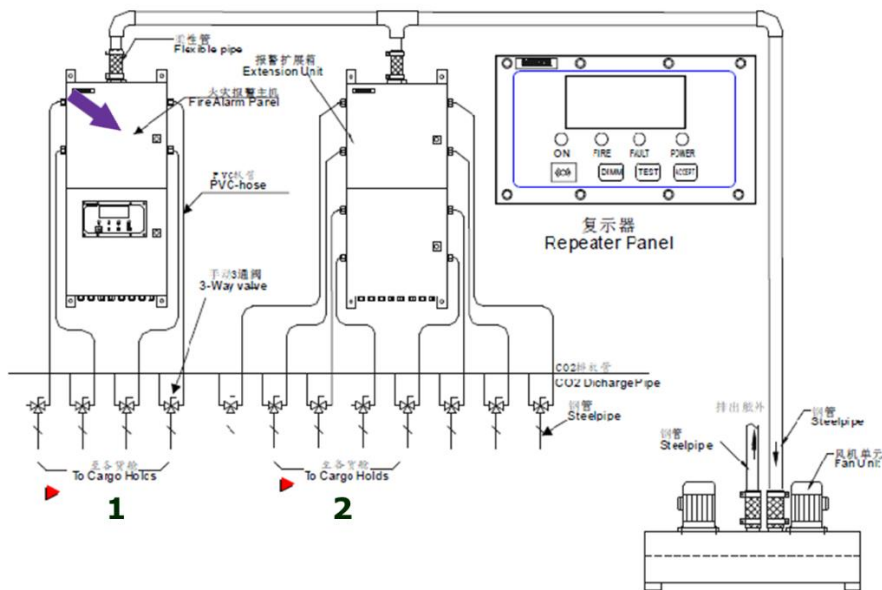 柔性管
Flexible pipe
报警扩展箱
Extension Unit
火灾报警主机
Fire Alarm Panel
PVC软管
PVC-hose
手动3通阀
3-Way valve
ON FIRE FAULT POWER
DIMM TEST ACCEPT
复示器
Repeater Panel
CO2释放管
CO2 Dicharge Pipe
钢管
Steelpipe
排出舷外
钢管
Steelpipe
钢管
Steelpipe
风机单元
Fan Unit
至各货舱
To Cargo Holds
1
至各货舱
To Cargo Holds
2